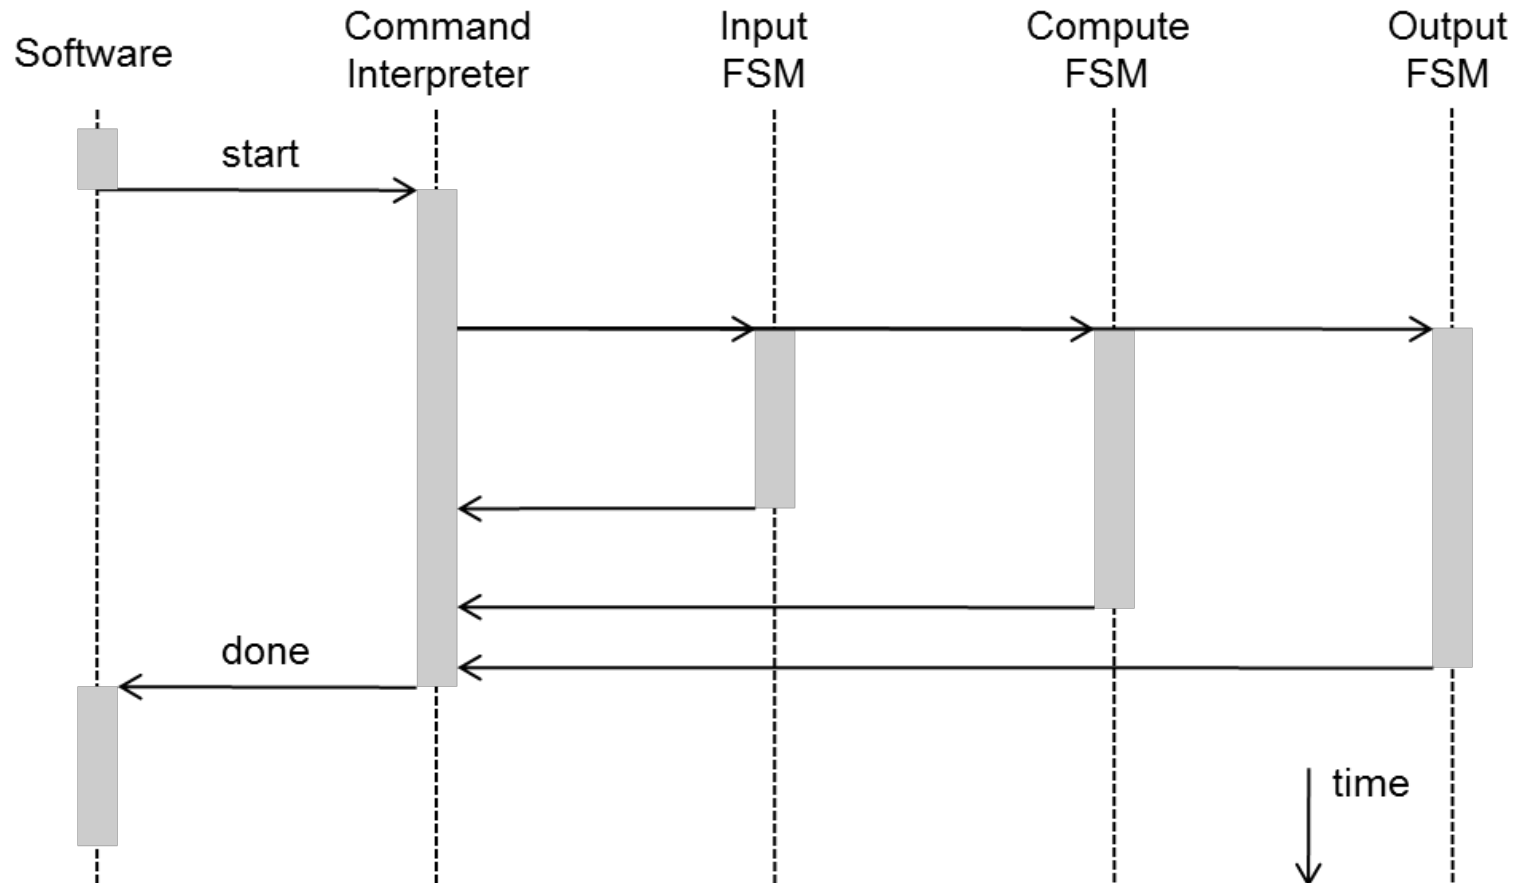 Software
Command
Interpreter
Input
FSM
Compute
FSM
Output
FSM
start
done
time